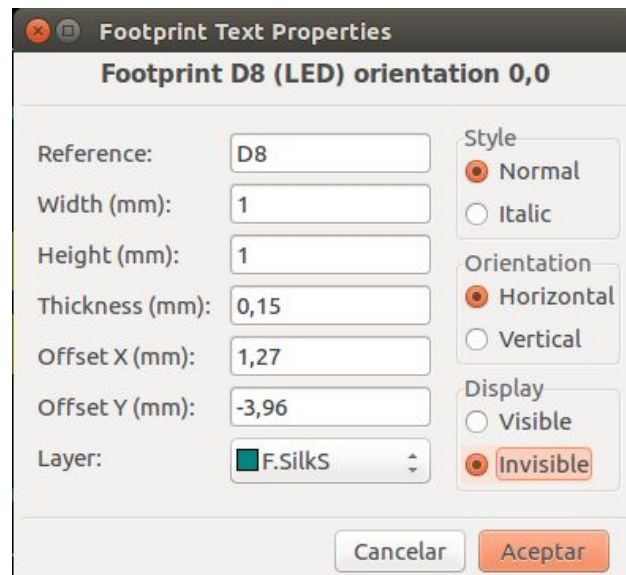 Footprint Text Properties
Footprint D8 (LED) orientation 0,0
Reference: D8
Width (mm): 1
Height (mm): 1
Thickness (mm): 0,15
Offset X (mm): 1,27
Offset Y (mm): -3,96
Layer: F.SilkS
Style
Normal
Italic
Orientation
Horizontal
Vertical
Display
Visible
Invisible
Cancelar Aceptar